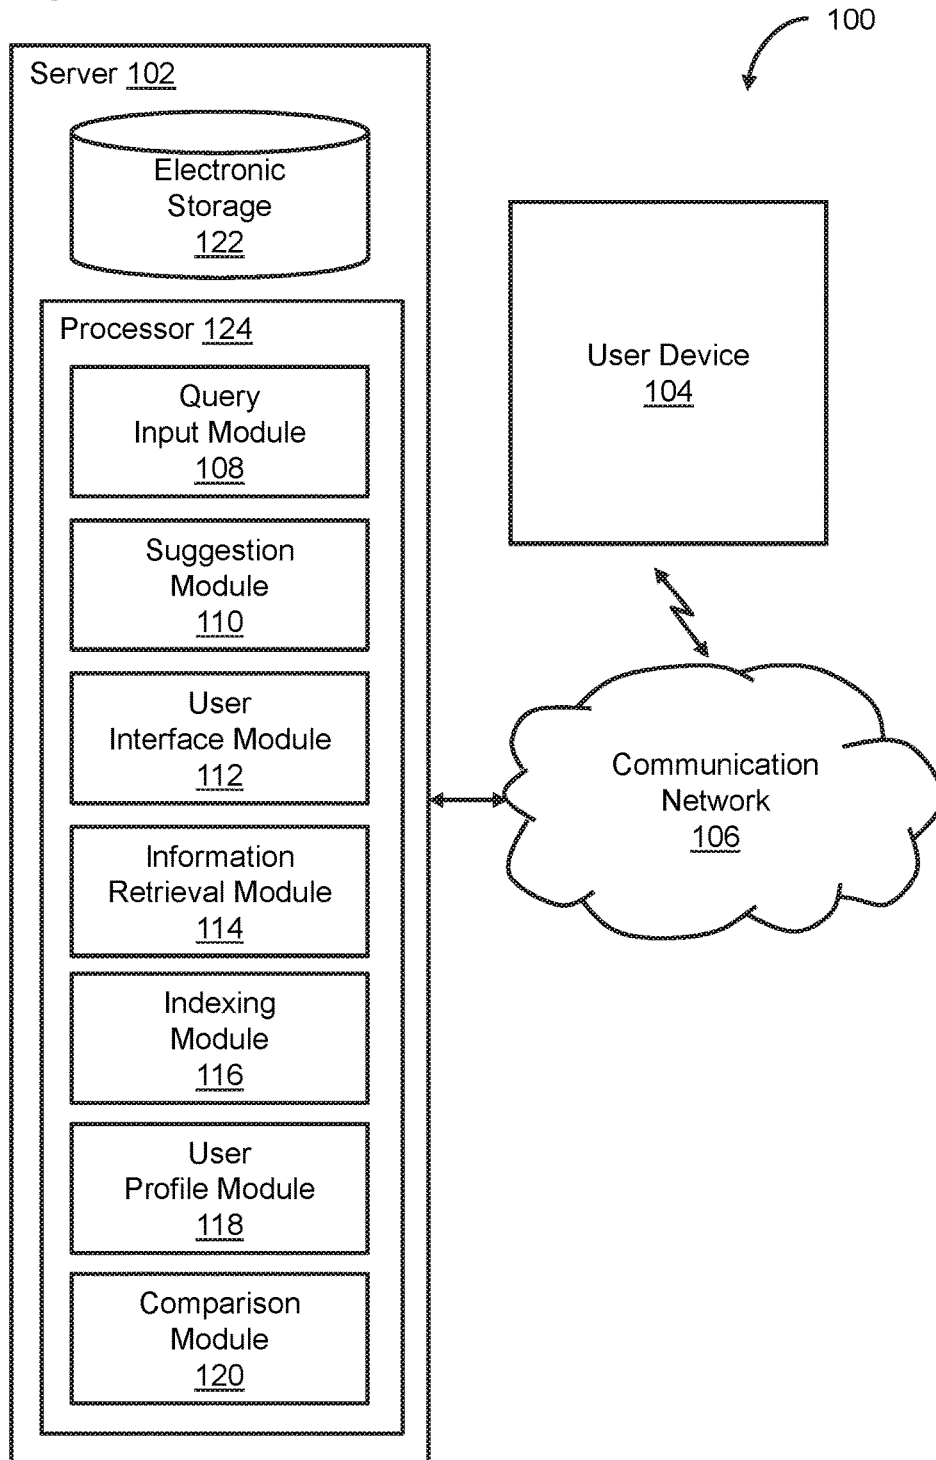 100
Server 102
Electronic
Storage
122
Processor 124
Query
Input Module
108
Suggestion
Module
110
User
Interface Module
112
Information
Retrieval Module
114
Indexing
Module
116
User
Profile Module
118
Comparison
Module
120
User Device
104
Communication
Network
106